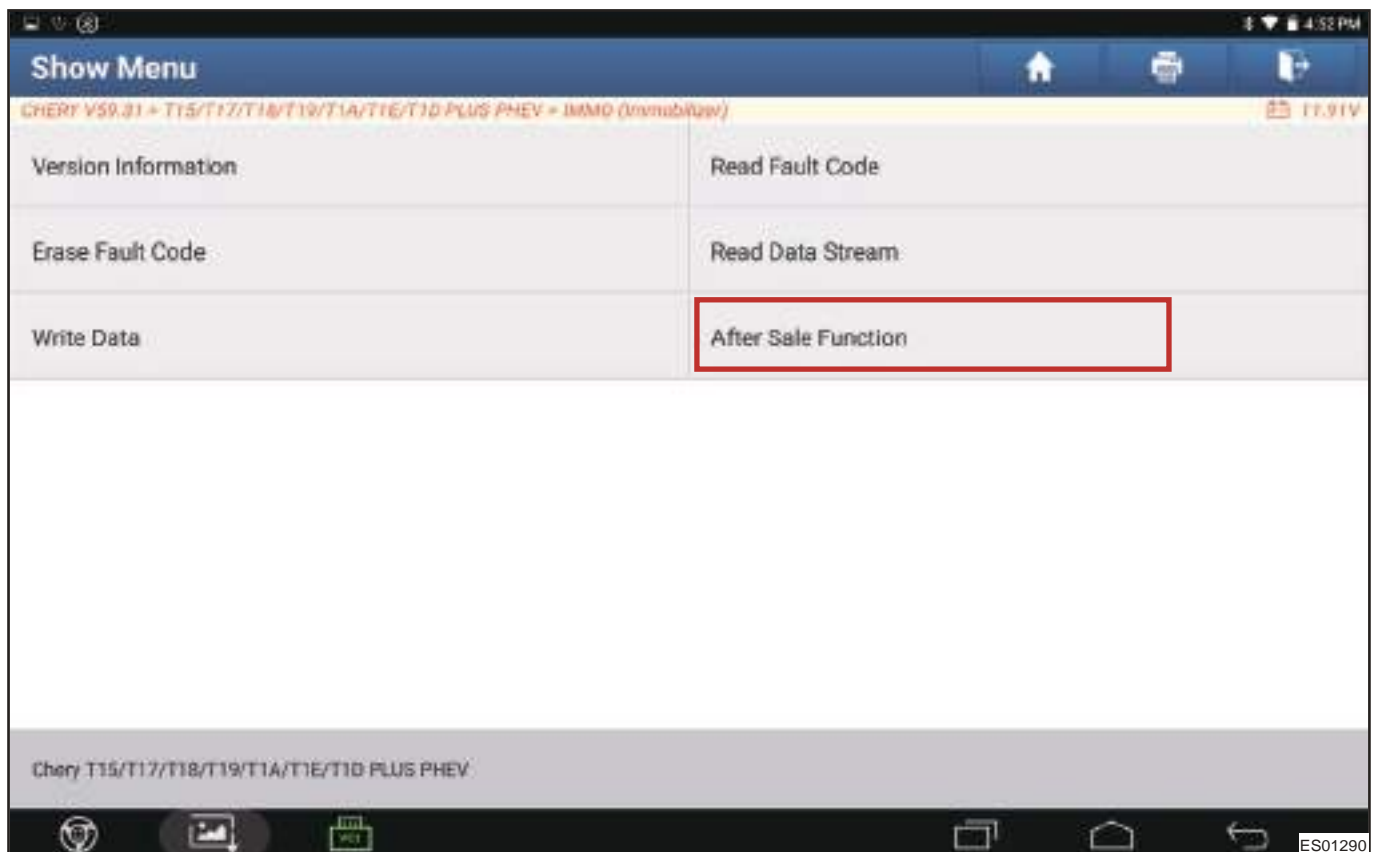 4:52 PM
Show Menu
CHERY V59.81 > T15/T17/T18/T19/T1A/T1E/T1D PLUS PHEV > IMMO (Immobilizer)
11.91V
Version Information
Read Fault Code
Erase Fault Code
Read Data Stream
Write Data
After Sale Function
Chery T15/T17/T18/T19/T1A/T1E/T1D PLUS PHEV
VCI
ES01290